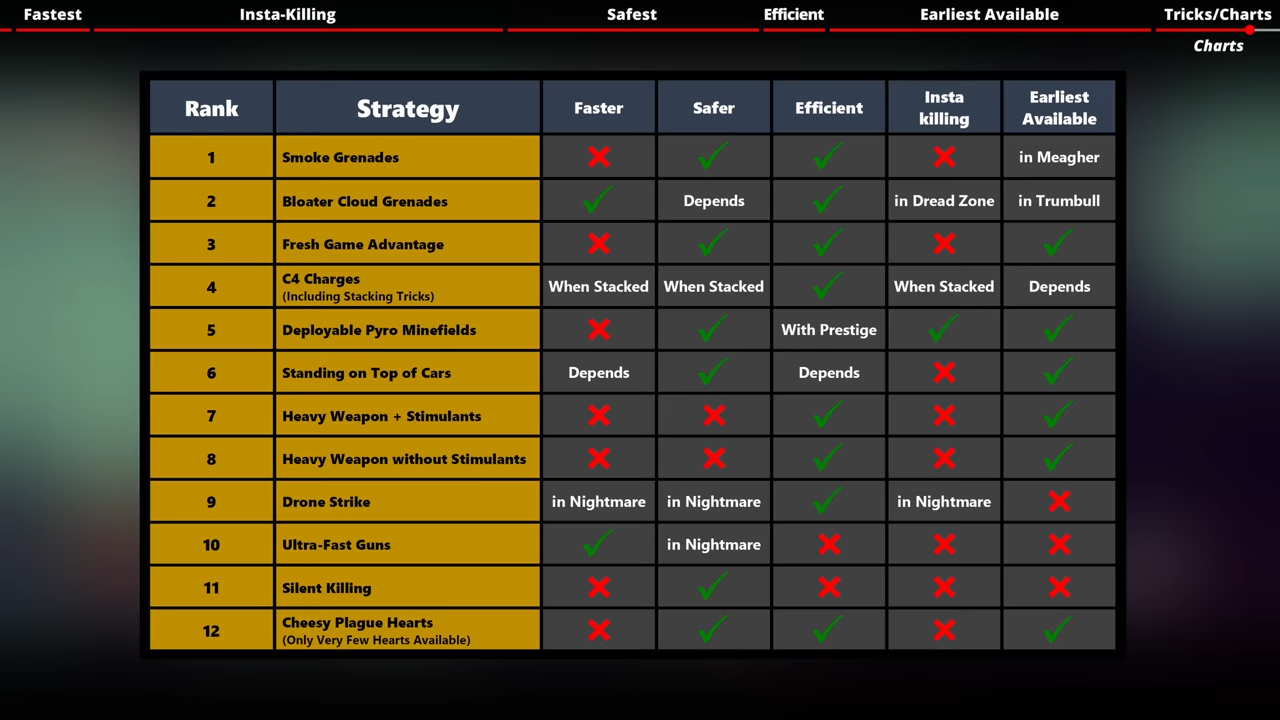 Fastest Insta-Killing Safest Efficient Earliest Available Tricks/Charts
Charts
Rank Strategy Faster Safer Efficient Insta killing Earliest Available
1 Smoke Grenades ❌ ✓ ✓ ❌ in Meagher
2 Bloater Cloud Grenades ✓ Depends ✓ in Dread Zone in Trumbull
3 Fresh Game Advantage ❌ ✓ ✓ ❌ ✓
4 C4 Charges (Including Stacking Tricks) When Stacked When Stacked ✓ When Stacked Depends
5 Deployable Pyro Minefields ❌ ✓ With Prestige ✓ ✓
6 Standing on Top of Cars Depends ✓ Depends ❌ ✓
7 Heavy Weapon + Stimulants ❌ ❌ ✓ ❌ ✓
8 Heavy Weapon without Stimulants ❌ ❌ ✓ ❌ ✓
9 Drone Strike in Nightmare in Nightmare ✓ in Nightmare ❌
10 Ultra-Fast Guns ✓ in Nightmare ❌ ❌ ❌
11 Silent Killing ❌ ✓ ❌ ❌ ❌
12 Cheesy Plague Hearts (Only Very Few Hearts Available) ❌ ✓ ✓ ❌ ✓